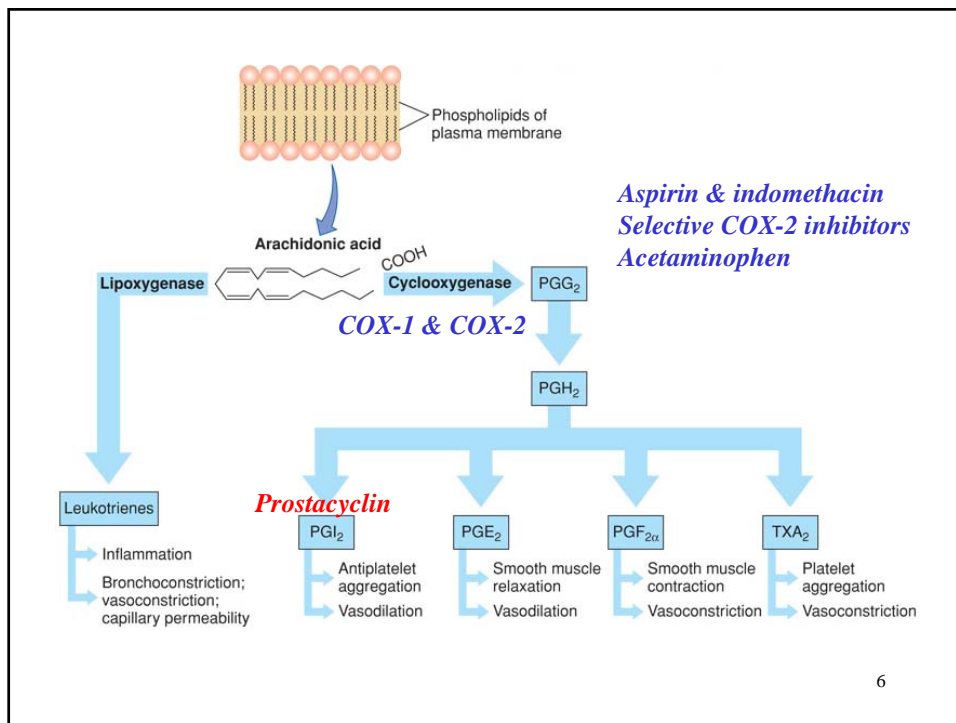 Phospholipids of
plasma membrane
Aspirin & indomethacin
Selective COX-2 inhibitors
Acetaminophen
Arachidonic acid
COOH
Lipoxygenase
Cyclooxygenase
PGG₂
COX-1 & COX-2
PGH₂
Leukotrienes
Inflammation
Bronchoconstriction;
vasoconstriction;
capillary permeability
Prostacyclin
PGI₂
Antiplatelet
aggregation
Vasodilation
PGE₂
Smooth muscle
relaxation
Vasodilation
PGF₂α
Smooth muscle
contraction
Vasoconstriction
TXA₂
Platelet
aggregation
Vasoconstriction
6